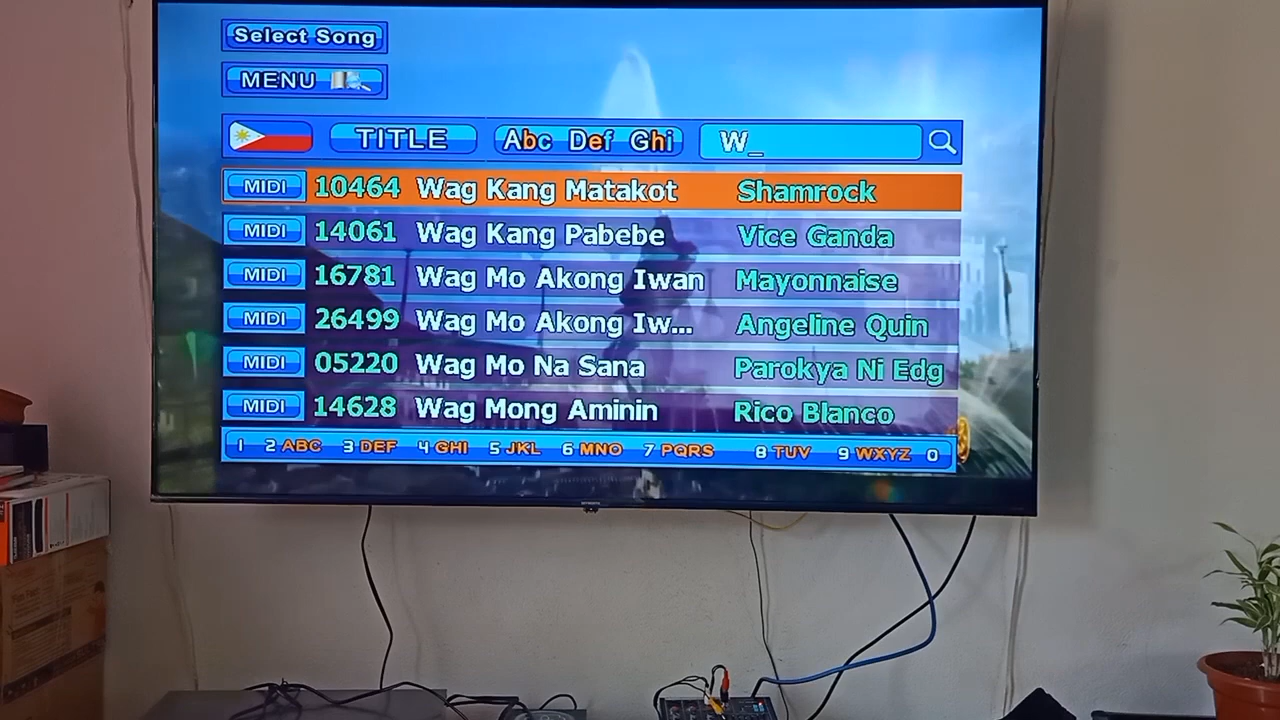 Select Song
MENU
TITLE Abc Def Ghi W_
MIDI 10464 Wag Kang Matakot Shamrock
MIDI 14061 Wag Kang Pabebe Vice Ganda
MIDI 16781 Wag Mo Akong Iwan Mayonnaise
MIDI 26499 Wag Mo Akong Iw... Angeline Quin
MIDI 05220 Wag Mo Na Sana Parokya Ni Edg
MIDI 14628 Wag Mong Aminin Rico Blanco
1 2 ABC 3 DEF 4 GHI 5 JKL 6 MNO 7 PQRS 8 TUV 9 WXYZ 0